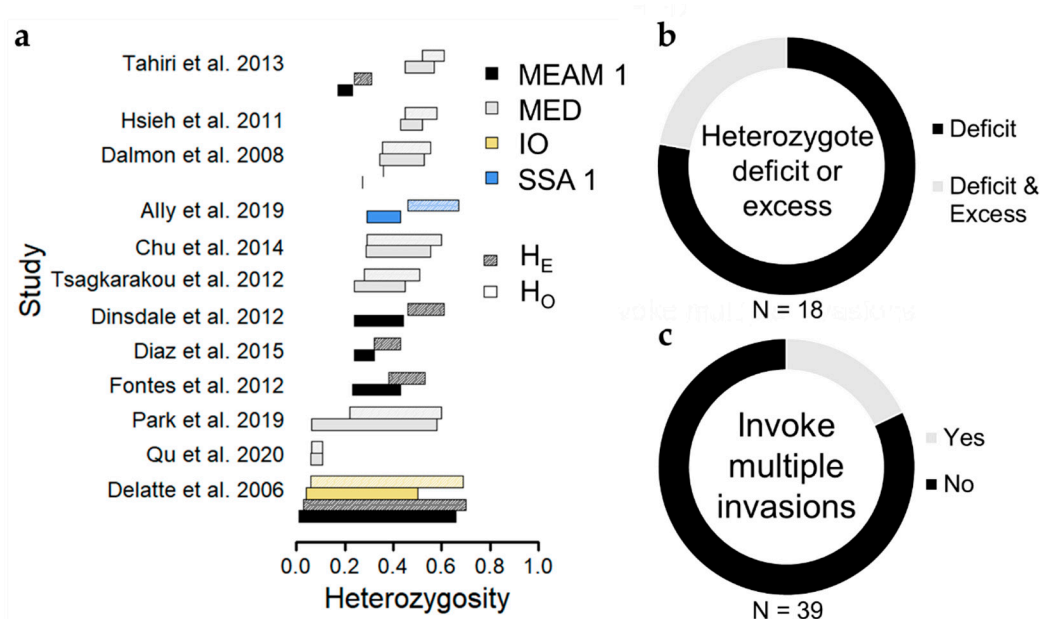 a
Tahiri et al. 2013
Hsieh et al. 2011
Dalmon et al. 2008
Ally et al. 2019
Chu et al. 2014
Tsagkarakou et al. 2012
Dinsdale et al. 2012
Diaz et al. 2015
Fontes et al. 2012
Park et al. 2019
Qu et al. 2020
Delatte et al. 2006
Study
MEAM 1
MED
IO
SSA 1
HE
HO
0.0 0.2 0.4 0.6 0.8 1.0
Heterozygosity
b
Heterozygote
deficit or
excess
Deficit
Deficit &
Excess
N = 18
c
Invoke
multiple
invasions
Yes
No
N = 39